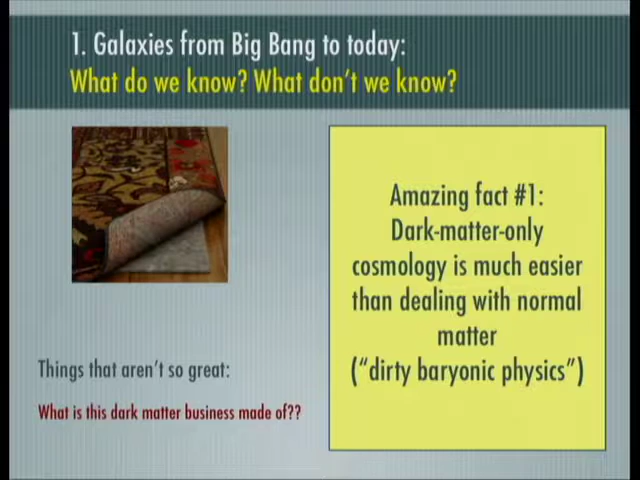 1. Galaxies from Big Bang to today:
What do we know? What don't we know?
Amazing fact #1:
Dark-matter-only
cosmology is much easier
than dealing with normal
matter
("dirty baryonic physics")
Things that aren't so great:
What is this dark matter business made of??